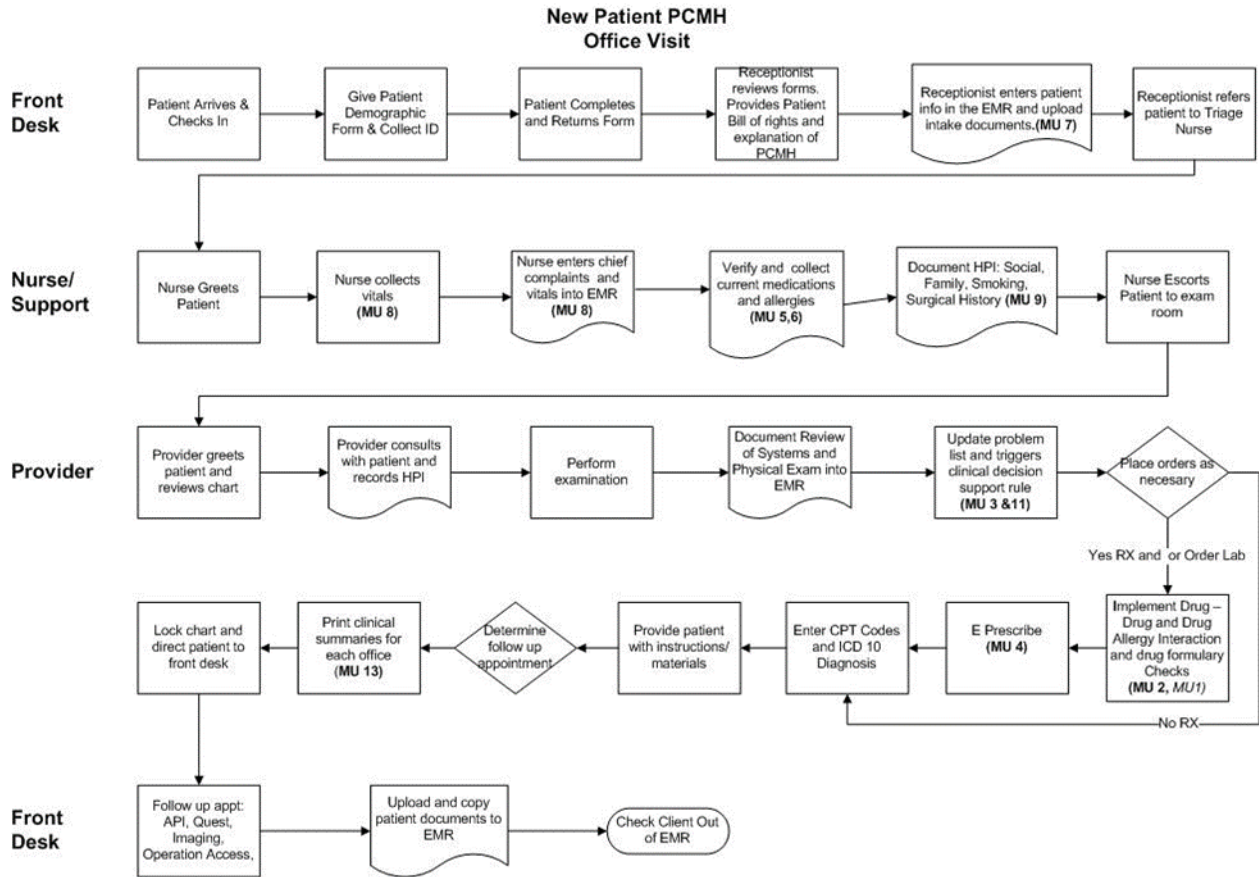 New Patient PCMH
Office Visit
Front
Desk
Patient Arrives &
Checks In
Give Patient
Demographic
Form & Collect ID
Patient Completes
and Returns Form
Receptionist
reviews forms.
Provides Patient
Bill of rights and
explanation of
PCMH
Receptionist enters patient
info in the EMR and upload
intake documents.(MU 7)
Receptionist refers
patient to Triage
Nurse
Nurse/
Support
Nurse Greets
Patient
Nurse collects
vitals
(MU 8)
Nurse enters chief
complaints and
vitals into EMR
(MU 8)
Verify and collect
current medications
and allergies
(MU 5,6)
Document HPI: Social,
Family, Smoking,
Surgical History (MU 9)
Nurse Escorts
Patient to exam
room
Provider
Provider greets
patient and
reviews chart
Provider consults
with patient and
records HPI
Perform
examination
Document Review
of Systems and
Physical Exam into
EMR
Update problem
list and triggers
clinical decision
support rule
(MU 3 &11)
Place orders as
necesary
Yes RX and or Order Lab
Lock chart and
direct patient to
front desk
Print clinical
summaries for
each office
(MU 13)
Determine
follow up
appointment
Provide patient
with instructions/
materials
Enter CPT Codes
and ICD 10
Diagnosis
E Prescribe
(MU 4)
Implement Drug –
Drug and Drug
Allergy Interaction
and drug formulary
Checks
(MU 2, MU1)
No RX
Front
Desk
Follow up appt:
API, Quest,
Imaging,
Operation Access,
Upload and copy
patient documents to
EMR
Check Client Out
of EMR